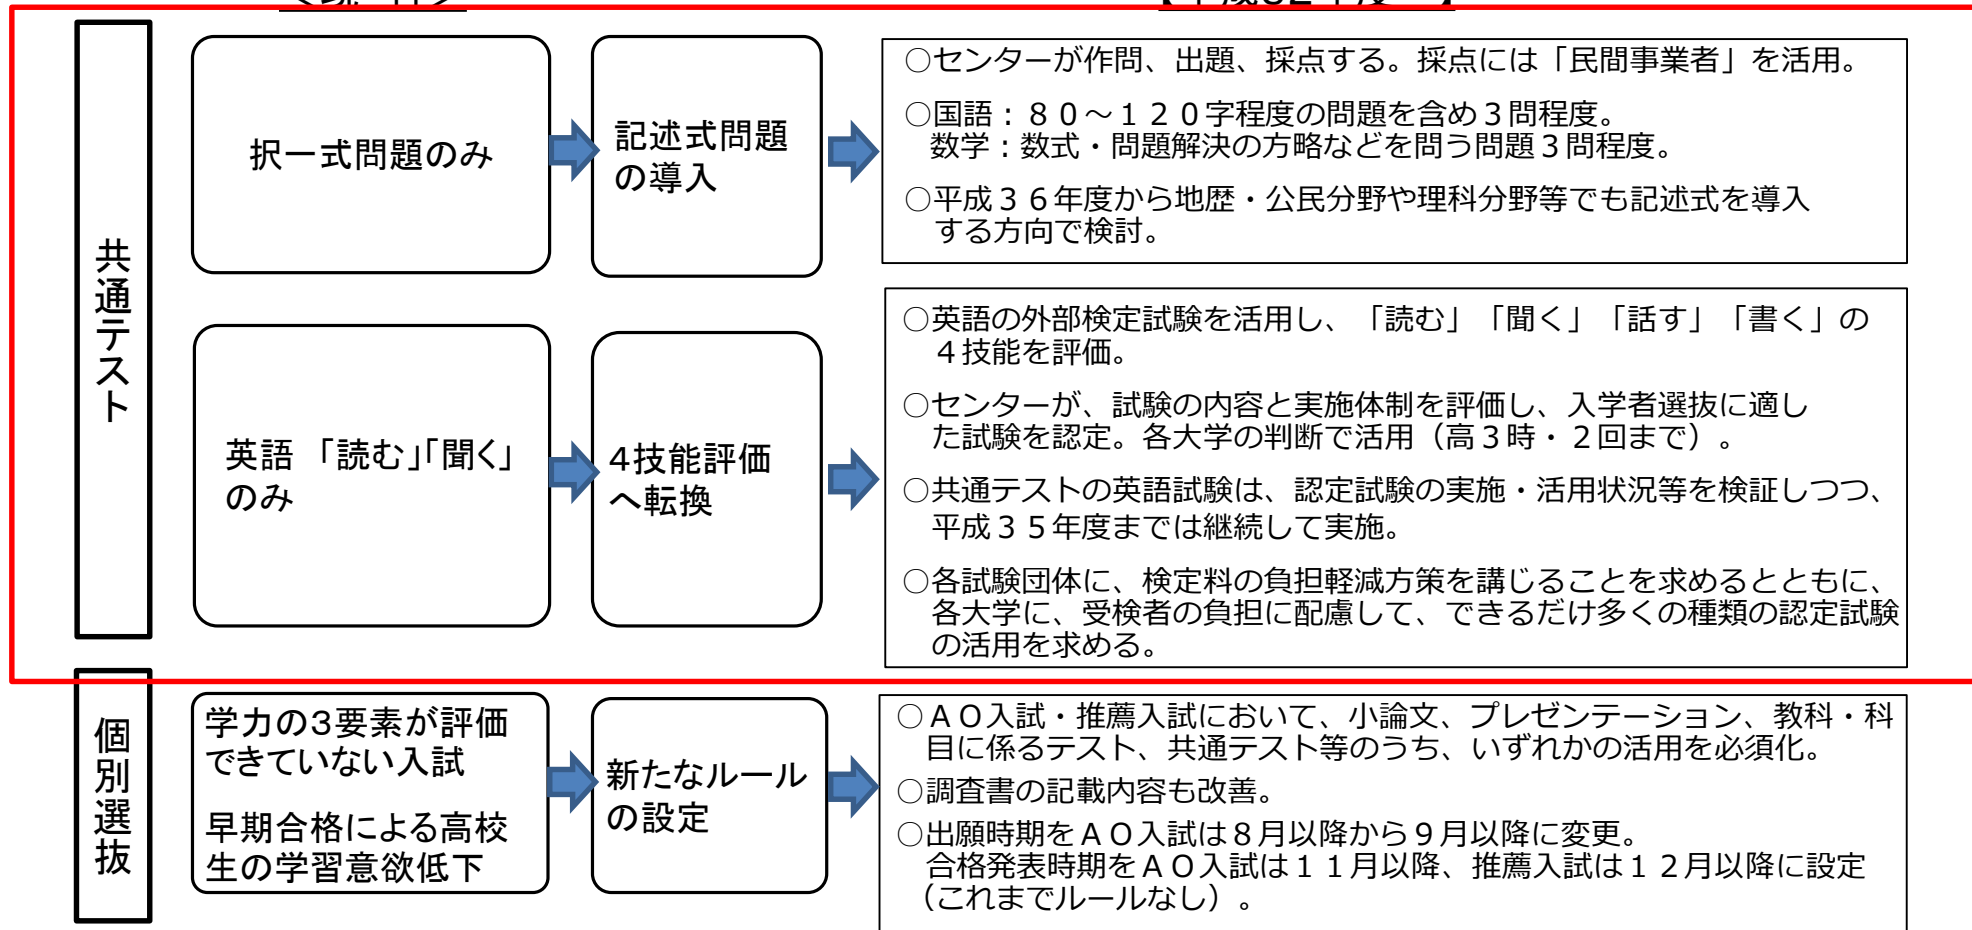 共通テスト
択一式問題のみ
記述式問題
の導入
○センターが作問、出題、採点する。採点には「民間事業者」を活用。
○国語：８０～１２０字程度の問題を含め３問程度。
数学：数式・問題解決の方略などを問う問題３問程度。
○平成３６年度から地歴・公民分野や理科分野等でも記述式を導入
する方向で検討。
英語 「読む」「聞く」
のみ
４技能評価
へ転換
○英語の外部検定試験を活用し、「読む」「聞く」「話す」「書く」の
４技能を評価。
○センターが、試験の内容と実施体制を評価し、入学者選抜に適し
た試験を認定。各大学の判断で活用（高３時・２回まで）。
○共通テストの英語試験は、認定試験の実施・活用状況等を検証しつつ、
平成３５年度までは継続して実施。
○各試験団体に、検定料の負担軽減方策を講じることを求めるとともに、
各大学に、受検者の負担に配慮して、できるだけ多くの種類の認定試験
の活用を求める。
個別選抜
学力の３要素が評価
できていない入試
早期合格による高校
生の学習意欲低下
新たなルール
の設定
○ＡＯ入試・推薦入試において、小論文、プレゼンテーション、教科・科
目に係るテスト、共通テスト等のうち、いずれかの活用を必須化。
○調査書の記載内容も改善。
○出願時期をＡＯ入試は８月以降から９月以降に変更。
合格発表時期をＡＯ入試は１１月以降、推薦入試は１２月以降に設定
（これまでルールなし）。